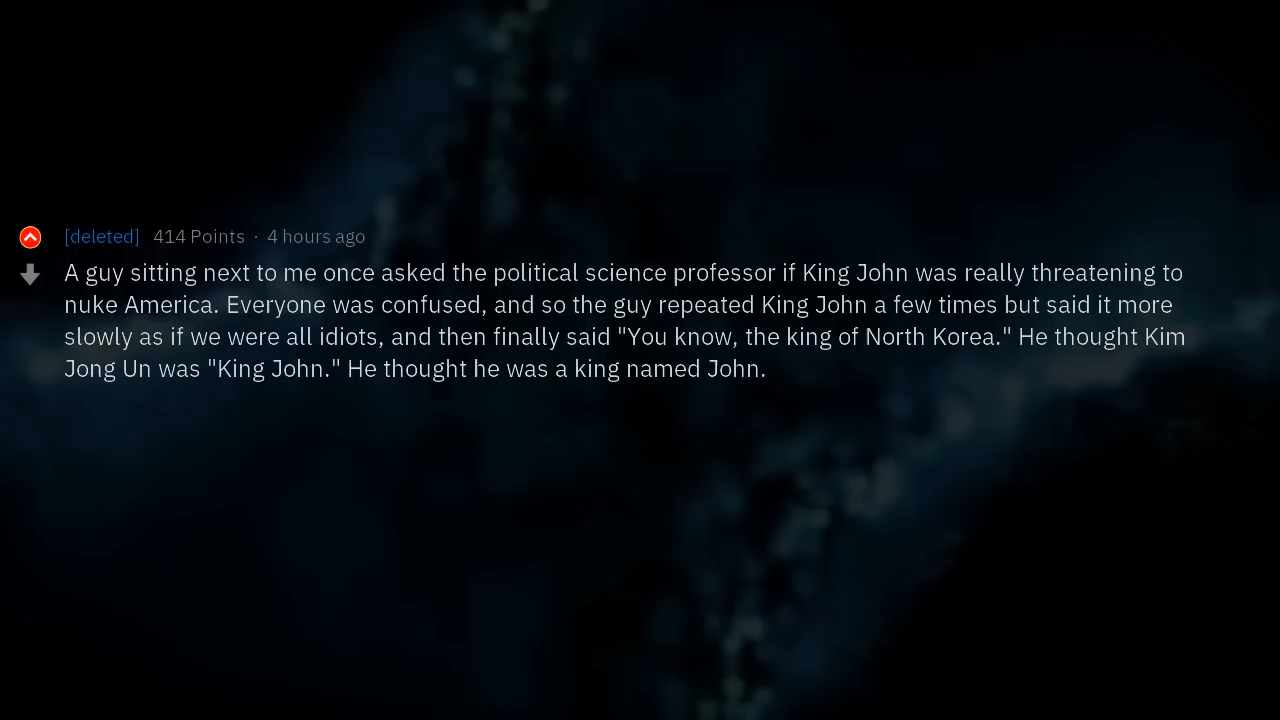 [deleted] 414 Points · 4 hours ago
A guy sitting next to me once asked the political science professor if King John was really threatening to
nuke America. Everyone was confused, and so the guy repeated King John a few times but said it more
slowly as if we were all idiots, and then finally said "You know, the king of North Korea." He thought Kim
Jong Un was "King John." He thought he was a king named John.